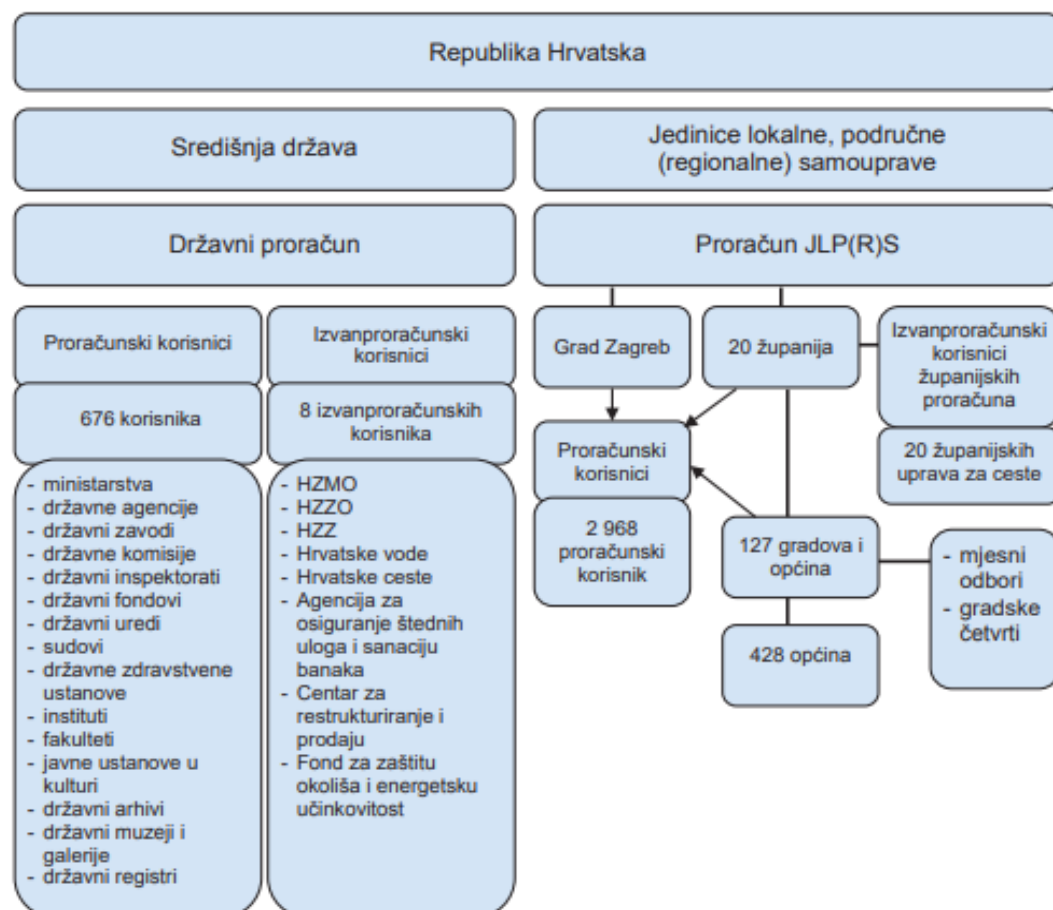 Republika Hrvatska
Središnja država
Jedinice lokalne, područne
(regionalne) samouprave
Državni proračun
Proračun JLP(R)S
Proračunski korisnici
Izvanproračunski
korisnici
Grad Zagreb
20 županija
Izvanproračunski
korisnici
županijskih
proračuna
676 korisnika
8 izvanproračunskih
korisnika
Proračunski
korisnici
20 županijskih
uprava za ceste
- ministarstva
- državne agencije
- državni zavodi
- državne komisije
- državni inspektorati
- državni fondovi
- državni uredi
- sudovi
- državne zdravstvene
ustanove
- instituti
- fakulteti
- javne ustanove u
kulturi
- državni arhivi
- državni muzeji i
galerije
- državni registri
- HZMO
- HZZO
- HZZ
- Hrvatske vode
- Hrvatske ceste
- Agencija za
osiguranje štednih
uloga i sanaciju
banaka
- Centar za
restrukturiranje i
prodaju
- Fond za zaštitu
okoliša i energetsku
učinkovitost
2 968
proračunski
korisnik
127 gradova i
općina
- mjesni
odbori
- gradske
četvrti
428 općina